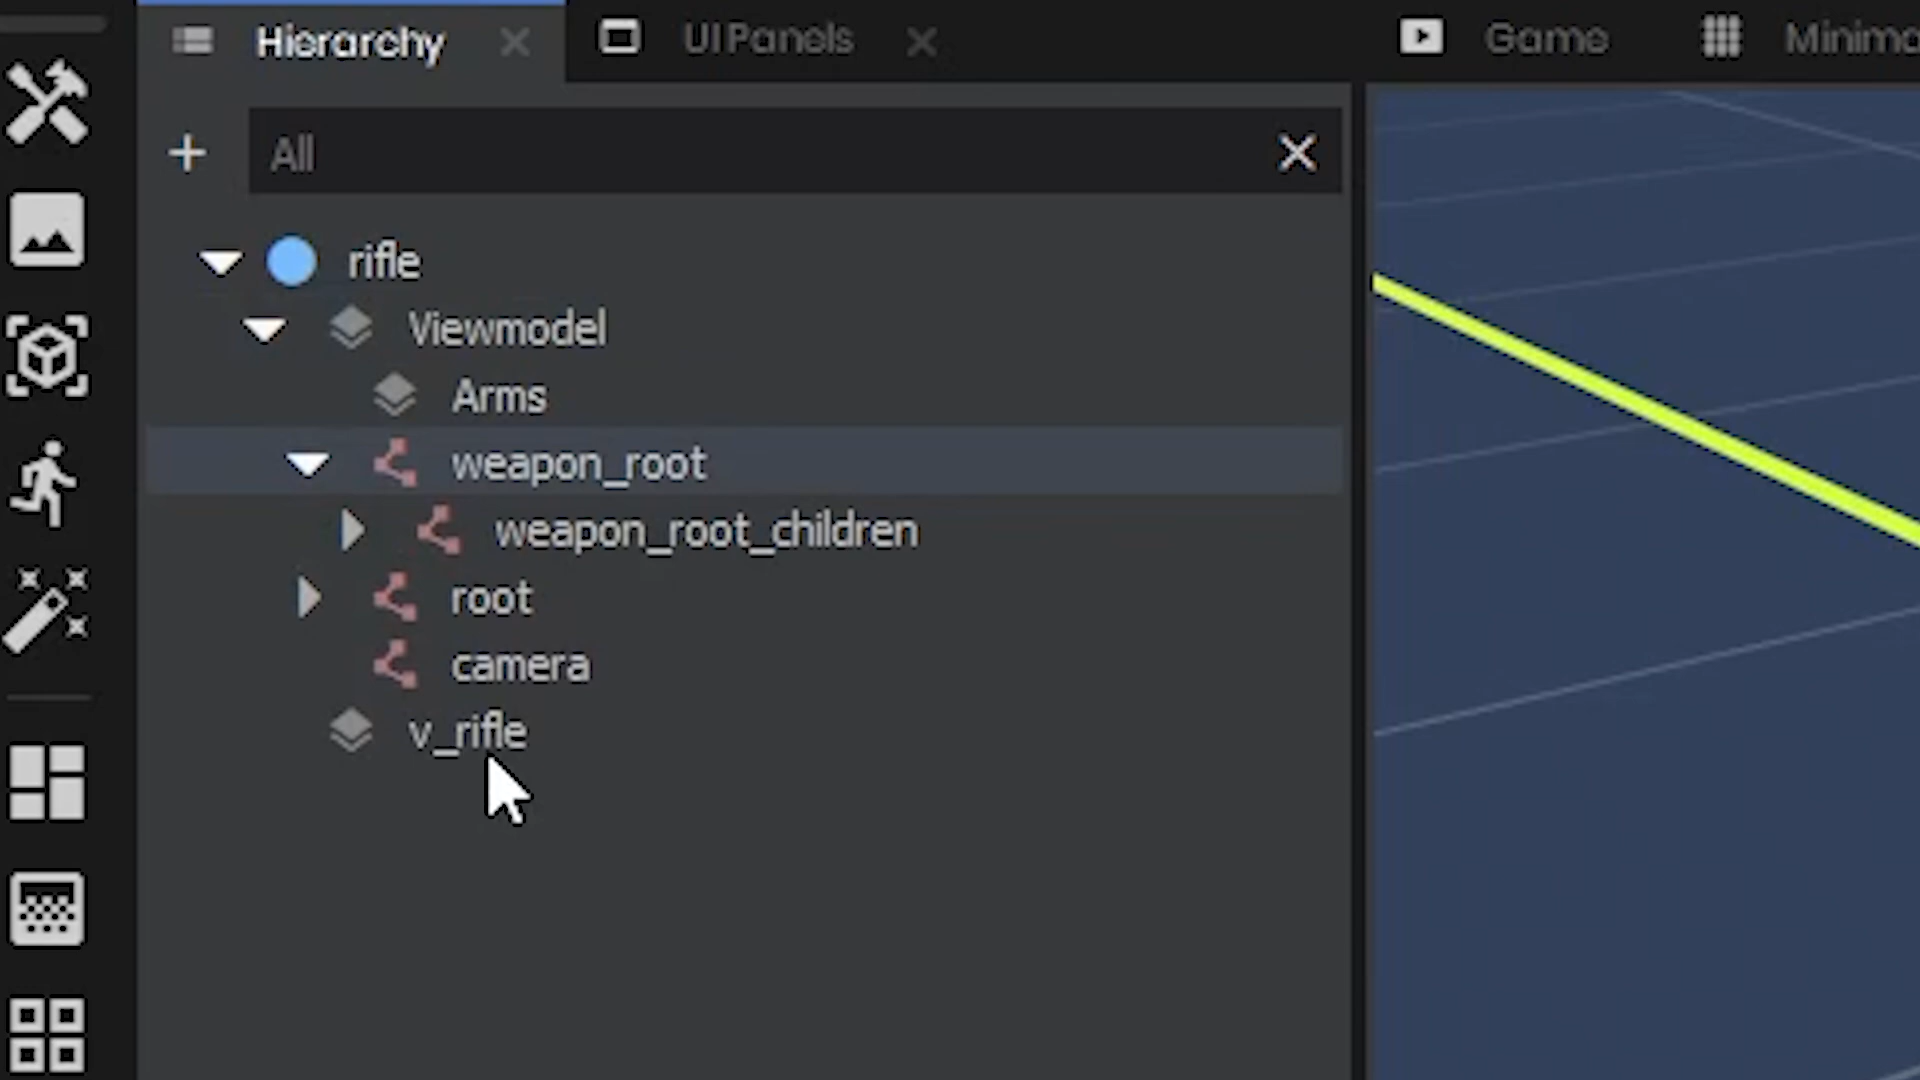 Hierarchy
UI Panels
Game
All
rifle
Viewmodel
Arms
weapon_root
weapon_root_children
root
camera
v_rifle